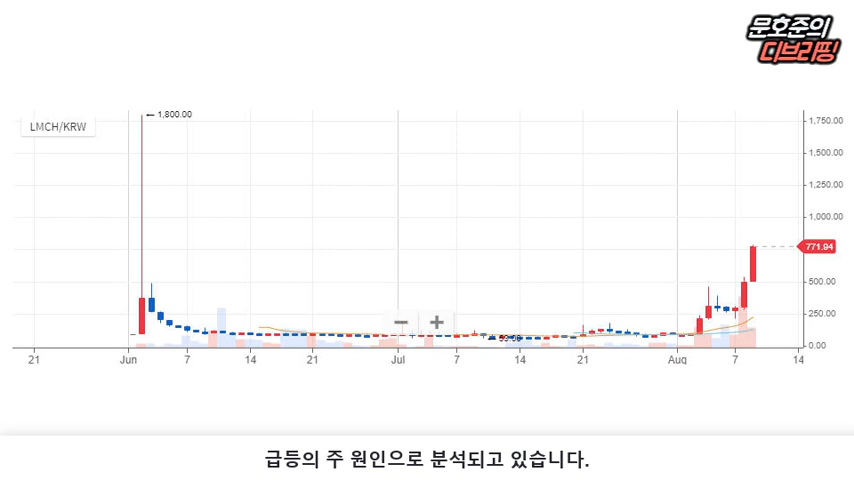 문호준의
디브리핑
LMCH/KRW
← 1,800.00
1,750.00
1,500.00
1,250.00
1,000.00
771.94
500.00
250.00
0.00
21 Jun 7 14 21 Jul 7 14 21 Aug 7 14
급등의 주 원인으로 분석되고 있습니다.